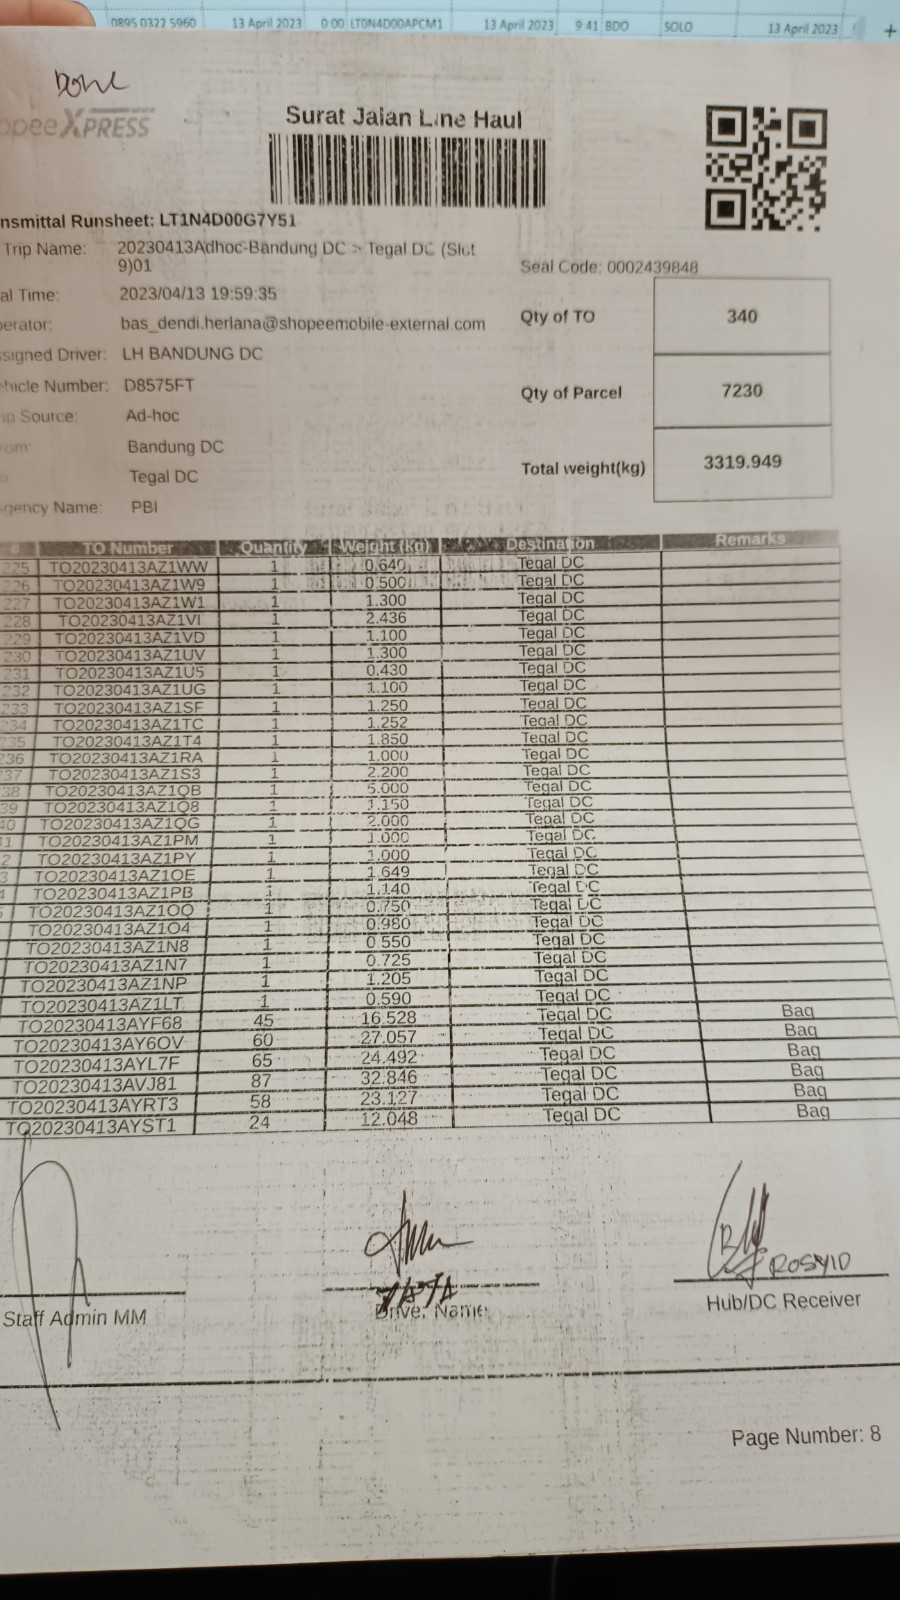 0895 0322 5960 13 April 2023 0:00 LT0N4D00APCM1 13 April 2023 9:41 BDO SOLO 13 April 2023
Done
opee XPRESS
Surat Jalan Line Haul
nsmittal Runsheet: LT1N4D00G7Y51
Trip Name: 20230413Adhoc-Bandung DC > Tegal DC (Slot
9)01
Seal Code: 0002439848
al Time: 2023/04/13 19:59:35
Qty of TO 340
erator: bas_dendi.herlana@shopeemobile-external.com
ssigned Driver: LH BANDUNG DC
ehicle Number: D8575FT
Qty of Parcel 7230
ip Source: Ad-hoc
rom: Bandung DC
Total weight(kg) 3319.949
Tegal DC
gency Name: PBI
# TO Number Quantity Weight (kg) Destination Remarks
225 TO20230413AZ1WW 1 0.640 Tegal DC
226 TO20230413AZ1W9 1 0.500 Tegal DC
227 TO20230413AZ1W1 1 1.300 Tegal DC
228 TO20230413AZ1VI 1 2.436 Tegal DC
229 TO20230413AZ1VD 1 1.100 Tegal DC
230 TO20230413AZ1UV 1 1.300 Tegal DC
231 TO20230413AZ1U5 1 0.430 Tegal DC
232 TO20230413AZ1UG 1 1.100 Tegal DC
233 TO20230413AZ1SF 1 1.250 Tegal DC
234 TO20230413AZ1TC 1 1.252 Tegal DC
235 TO20230413AZ1T4 1 1.850 Tegal DC
236 TO20230413AZ1RA 1 1.000 Tegal DC
237 TO20230413AZ1S3 1 2.200 Tegal DC
38 TO20230413AZ1QB 1 5.000 Tegal DC
39 TO20230413AZ1Q8 1 1.150 Tegal DC
40 TO20230413AZ1QG 1 2.000 Tegal DC
1 TO20230413AZ1PM 1 1.000 Tegal DC
2 TO20230413AZ1PY 1 1.000 Tegal DC
3 TO20230413AZ1OE 1 1.649 Tegal DC
4 TO20230413AZ1PB 1 1.140 Tegal DC
TO20230413AZ1OO 1 0.750 Tegal DC
TO20230413AZ1O4 1 0.980 Tegal DC
TO20230413AZ1N8 1 0.550 Tegal DC
TO20230413AZ1N7 1 0.725 Tegal DC
TO20230413AZ1NP 1 1.205 Tegal DC
TO20230413AZ1LT 1 0.590 Tegal DC
TO20230413AYF68 45 16.528 Tegal DC Bag
TO20230413AY6OV 60 27.057 Tegal DC Bag
TO20230413AYL7F 65 24.492 Tegal DC Bag
TO20230413AVJ81 87 32.846 Tegal DC Bag
TO20230413AYRT3 58 23.127 Tegal DC Bag
TO20230413AYST1 24 12.048 Tegal DC Bag
ROSYID
Staff Admin MM
Driver Name
Hub/DC Receiver
Page Number: 8